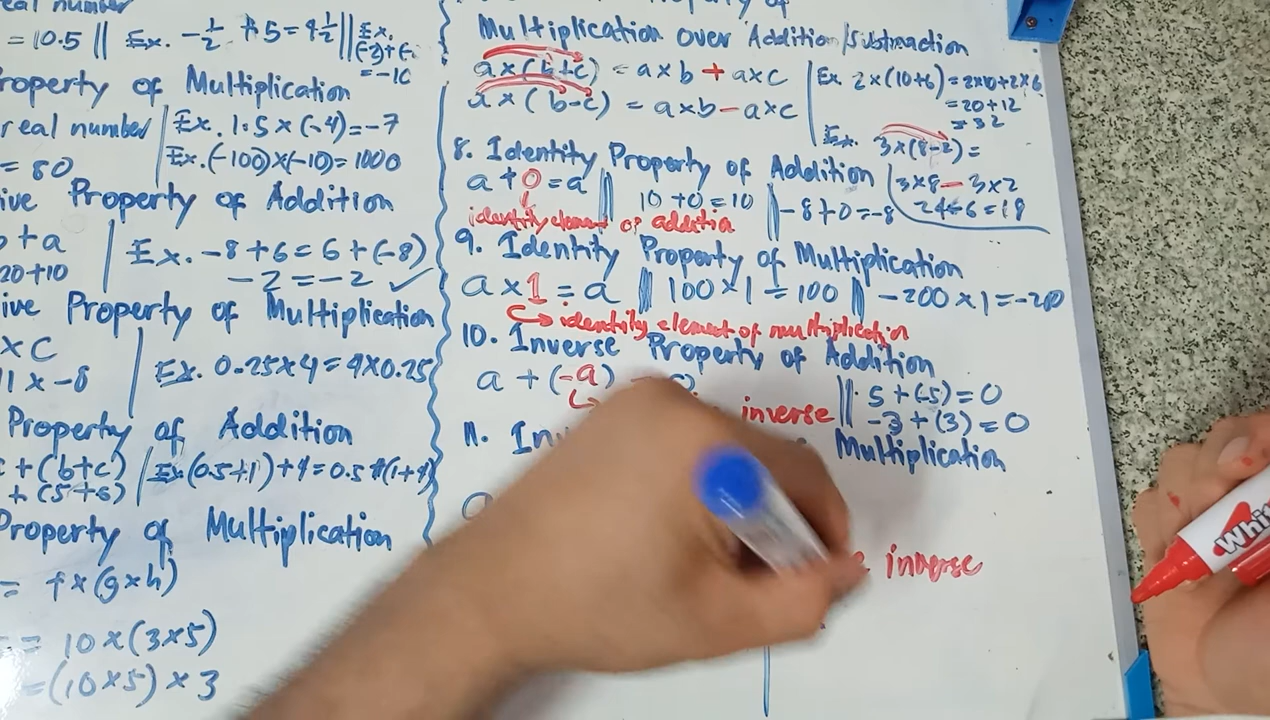 eal number
= 10.5 || Ex. -1/2 + 5 = 4 1/2 || Ex.
= -10
roperty of Multiplication
real number | Ex. 1.5 × (-4) = -7
= 80 | Ex. (-100)×(-10) = 1000
ive Property of Addition
+ a | Ex. -8 + 6 = 6 + (-8)
20+10 | -2 = -2 ✓
ive Property of Multiplication
× C | Ex. 0.25×4 = 4×0.25
11 × -8
Property of Addition
+ (b+c) | Ex. (0.5+1)+4 = 0.5+(1+4)
+ (5+6)
Property of Multiplication
= f×(g×h)
= 10×(3×5)
= (10×5)×3
Multiplication over Addition/Subtraction
a×(b+c) = a×b + a×c | Ex. 2×(10+6) = 2×10+2×6
= 20+12
= 32
a×(b-c) = a×b - a×c
Ex. 3×(8-2) =
3×8 - 3×2
24-6 = 18
8. Identity Property of Addition
a + 0 = a || 10 + 0 = 10 || -8+0=-8
identity element of additin
9. Identity Property of Multiplication
a × 1 = a || 100 × 1 = 100 || -200 × 1 = -200
identity element of multiplicatin
10. Inverse Property of Addition
a + (-a) || 5 + (-5) = 0
inverse || -3 + (3) = 0
11. Inv Multiplication
inverse
Whit